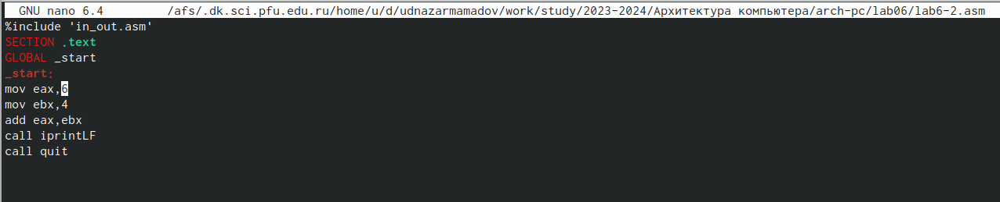 GNU nano 6.4 /afs/.dk.sci.pfu.edu.ru/home/u/d/udnazarmamadov/work/study/2023-2024/Архитектура компьютера/arch-pc/lab06/lab6-2.asm
%include 'in_out.asm'
SECTION .text
GLOBAL _start
_start:
mov eax,6
mov ebx,4
add eax,ebx
call iprintLF
call quit